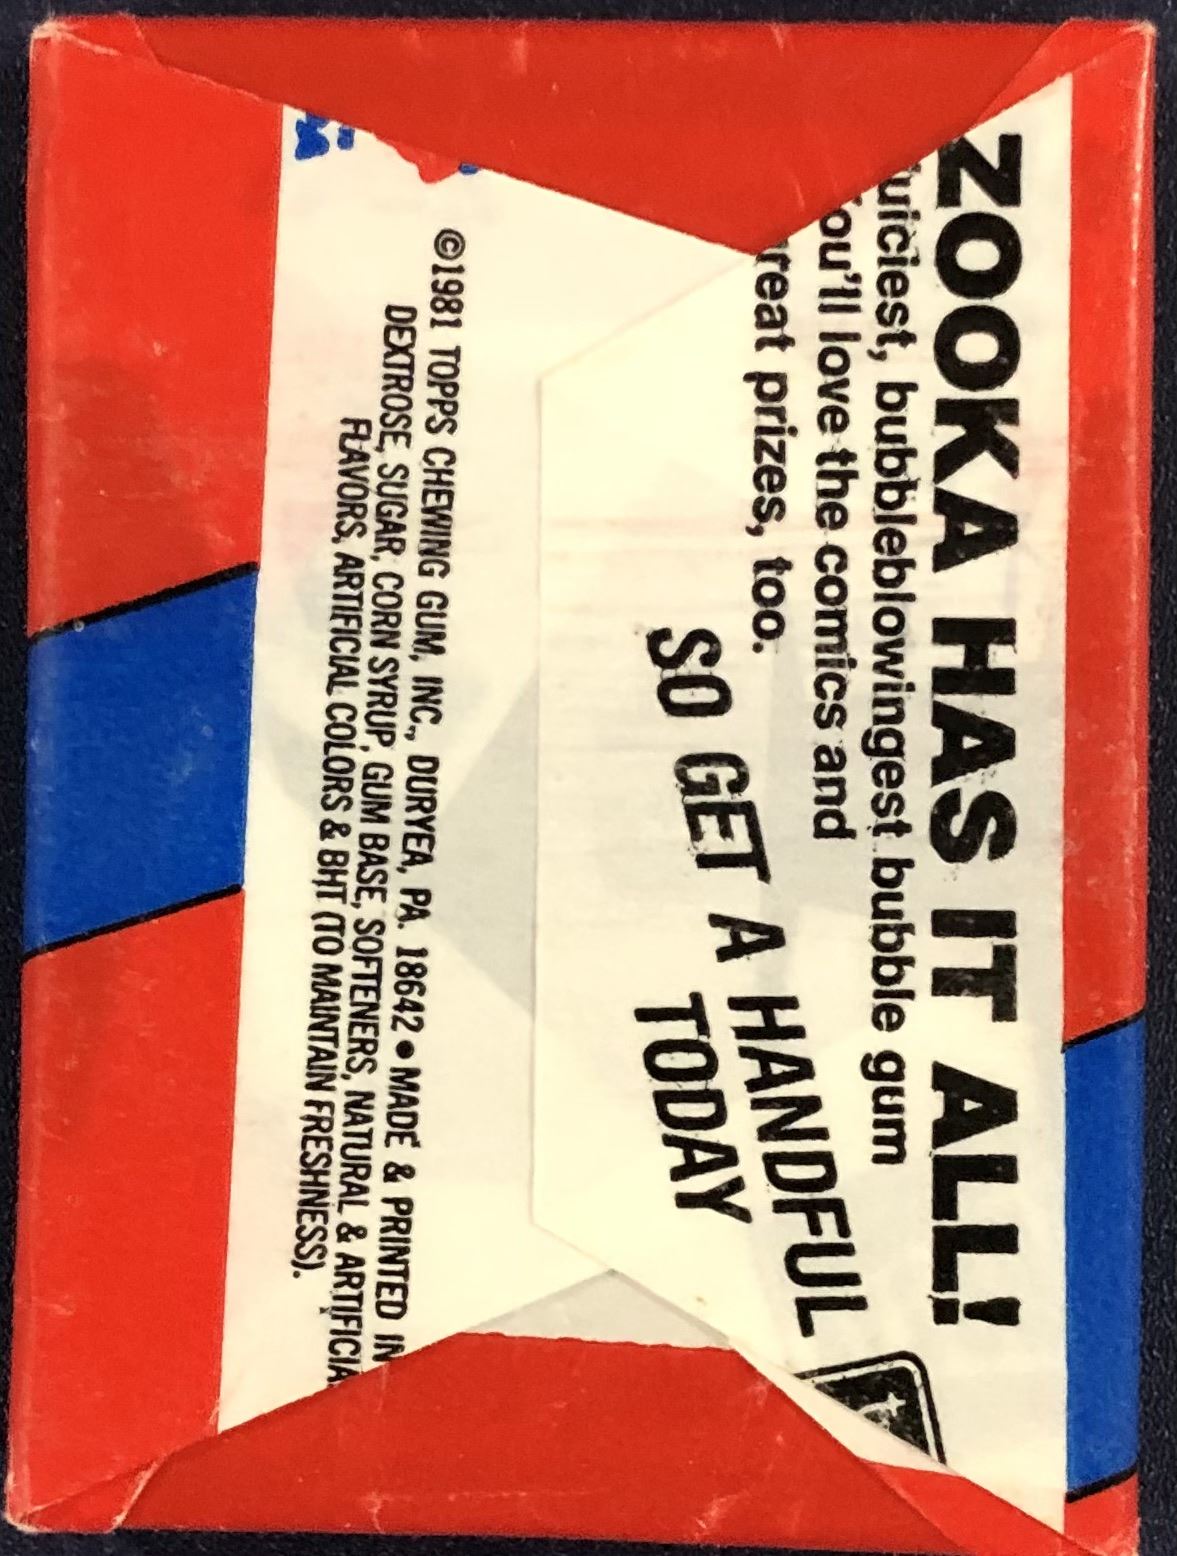 ZOOKA HAS IT ALL!
uiciest, bubbleblowingest bubble gum
ou'll love the comics and
reat prizes, too.
SO GET A HANDFUL
TODAY
©1981 TOPPS CHEWING GUM, INC., DURYEA, PA. 18642 • MADE & PRINTED IN
DEXTROSE, SUGAR, CORN SYRUP, GUM BASE, SOFTENERS, NATURAL & ARTIFICIA
FLAVORS, ARTIFICIAL COLORS & BHT (TO MAINTAIN FRESHNESS).